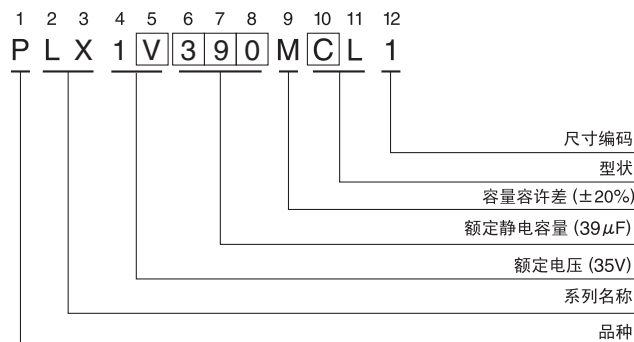 1 2 3 4 5 6 7 8 9 10 11 12
P L X 1 V 3 9 0 M C L 1
尺寸编码
型状
容量容许差 (±20%)
额定静电容量 (39μF)
额定电压 (35V)
系列名称
品种